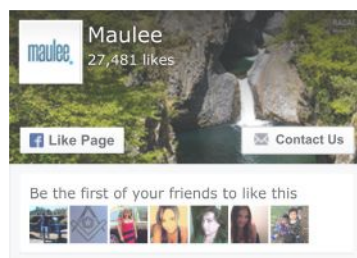 maulee.
Maulee
27,481 likes
Like Page
Contact Us
Be the first of your friends to like this